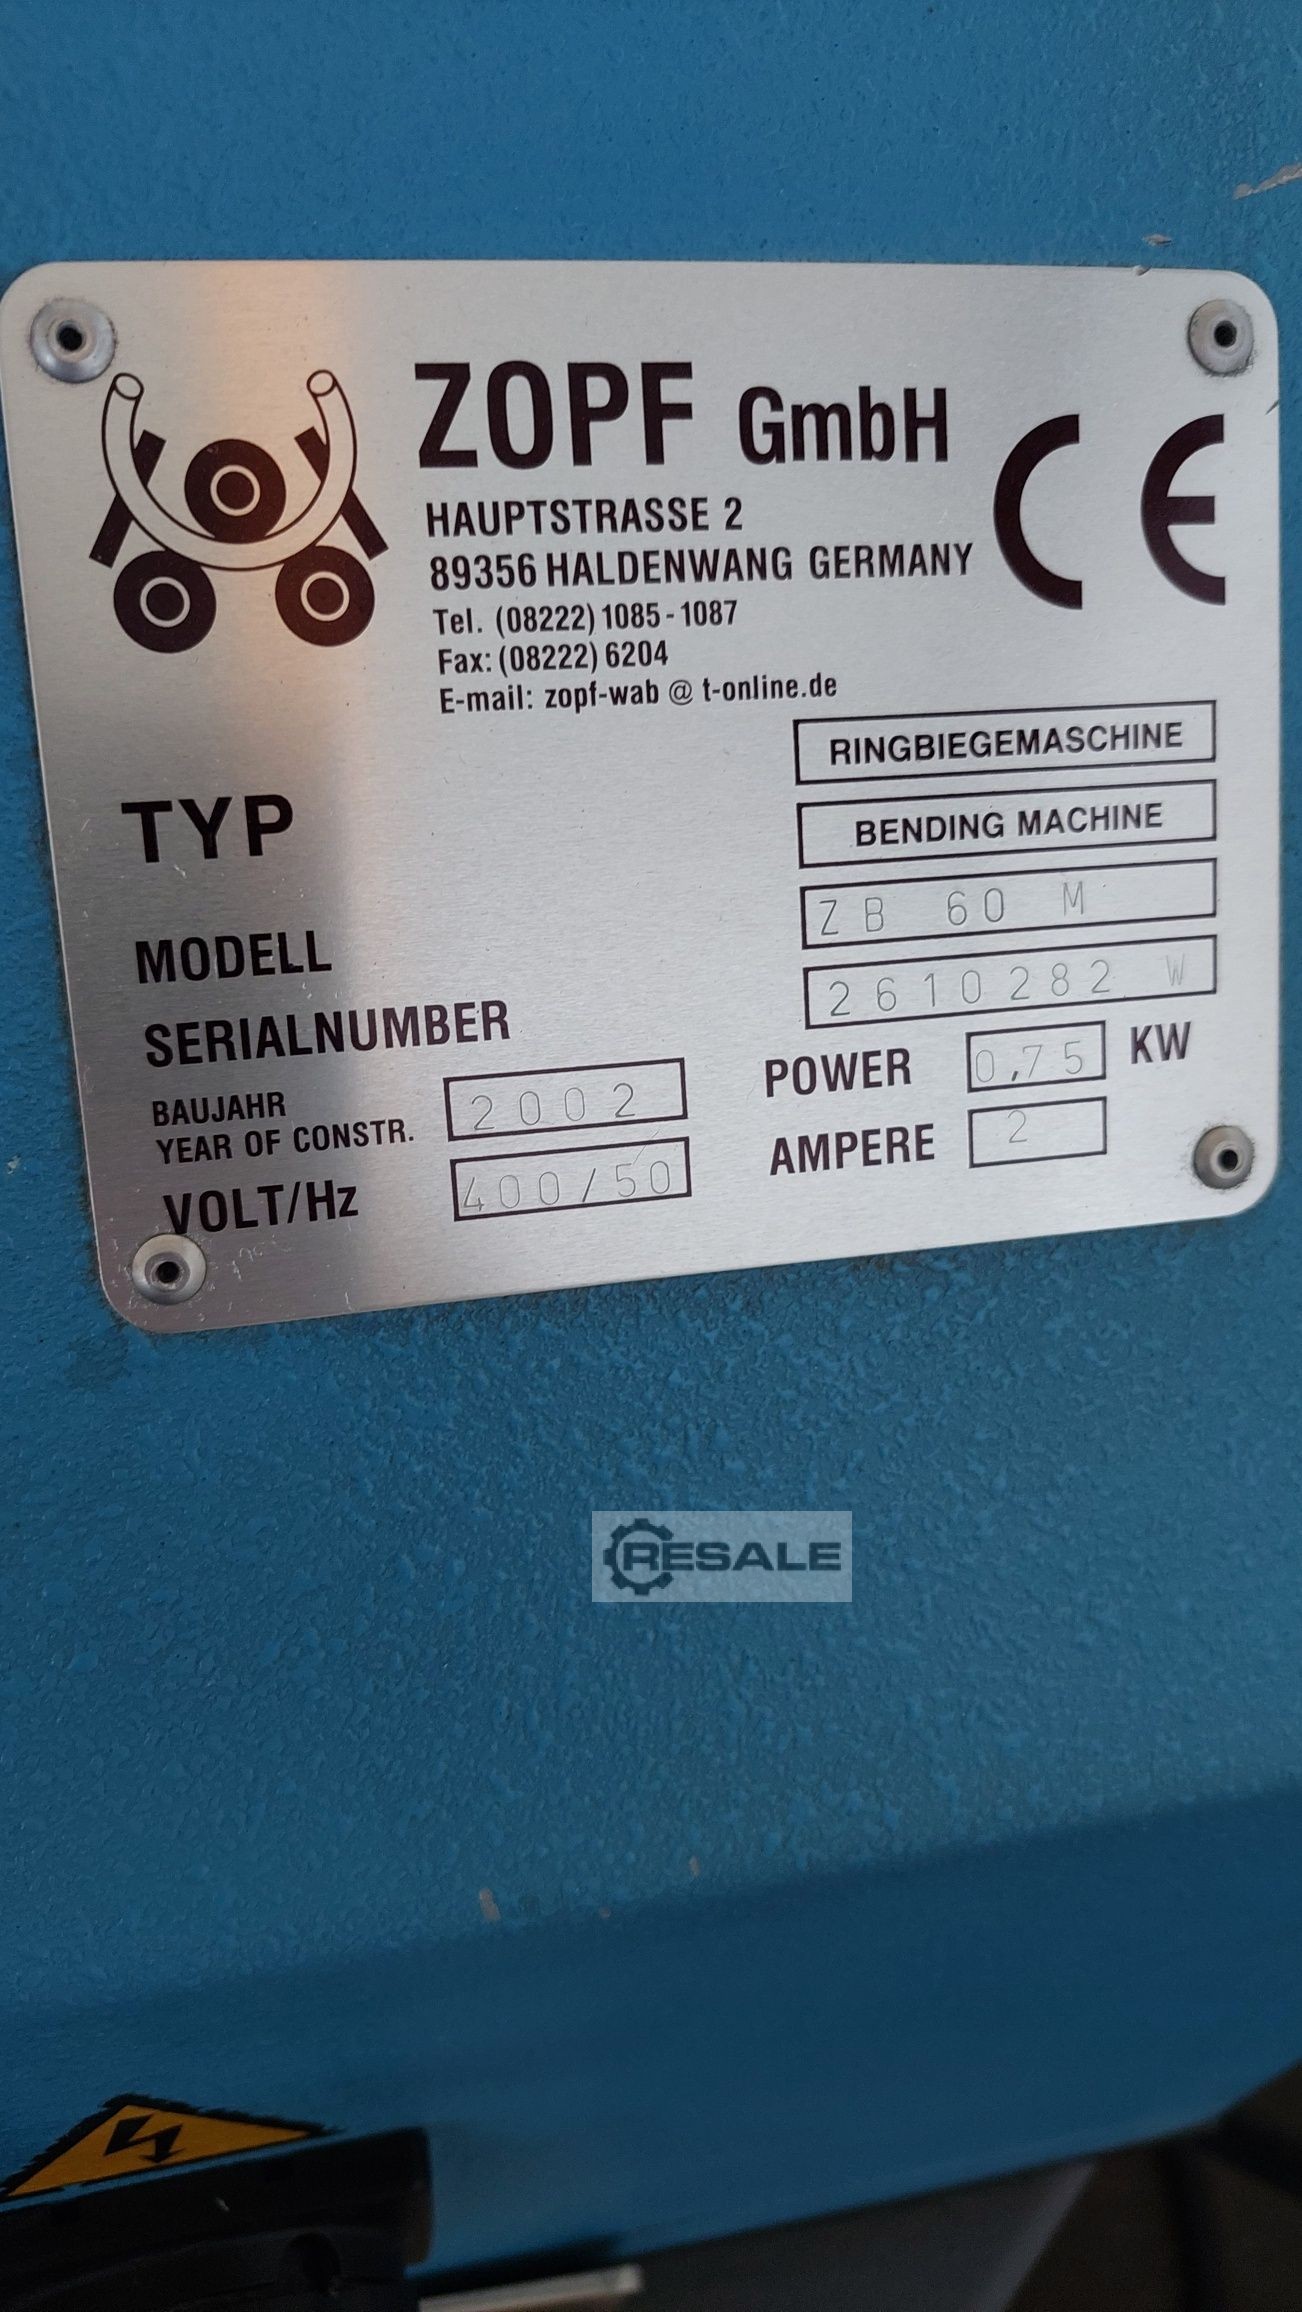 ZOPF GmbH
HAUPTSTRASSE 2
89356 HALDENWANG GERMANY
Tel. (08222) 1085-1087
Fax: (08222) 6204
E-mail: zopf-wab @ t-online.de
CE
TYP
RINGBIEGEMASCHINE
BENDING MACHINE
MODELL ZB 60 M
SERIALNUMBER 2610282 W
BAUJAHR
YEAR OF CONSTR. 2002
POWER 0,75 KW
VOLT/Hz 400/50
AMPERE 2
RESALE